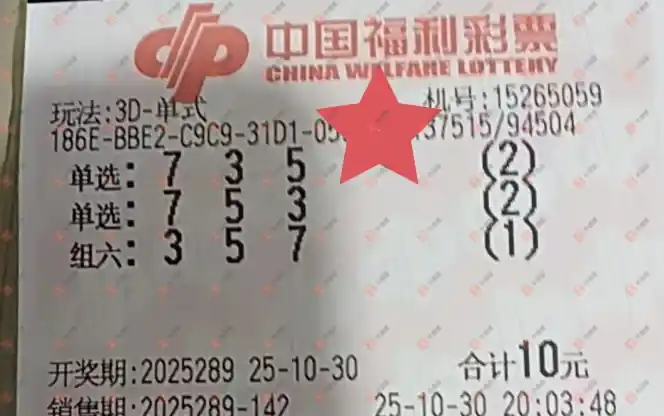 中国福利彩票
CHINA WELFARE LOTTERY
玩法:3D-单式 机号:15265059
186E-BBE2-C9C9-31D1-05 37515/94504
单选: 7 3 5 (2)
单选: 7 5 3 (2)
组六: 3 5 7 (1)
开奖期:2025289 25-10-30 合计10元
销售期:2025289-142 25-10-30 20:03:48